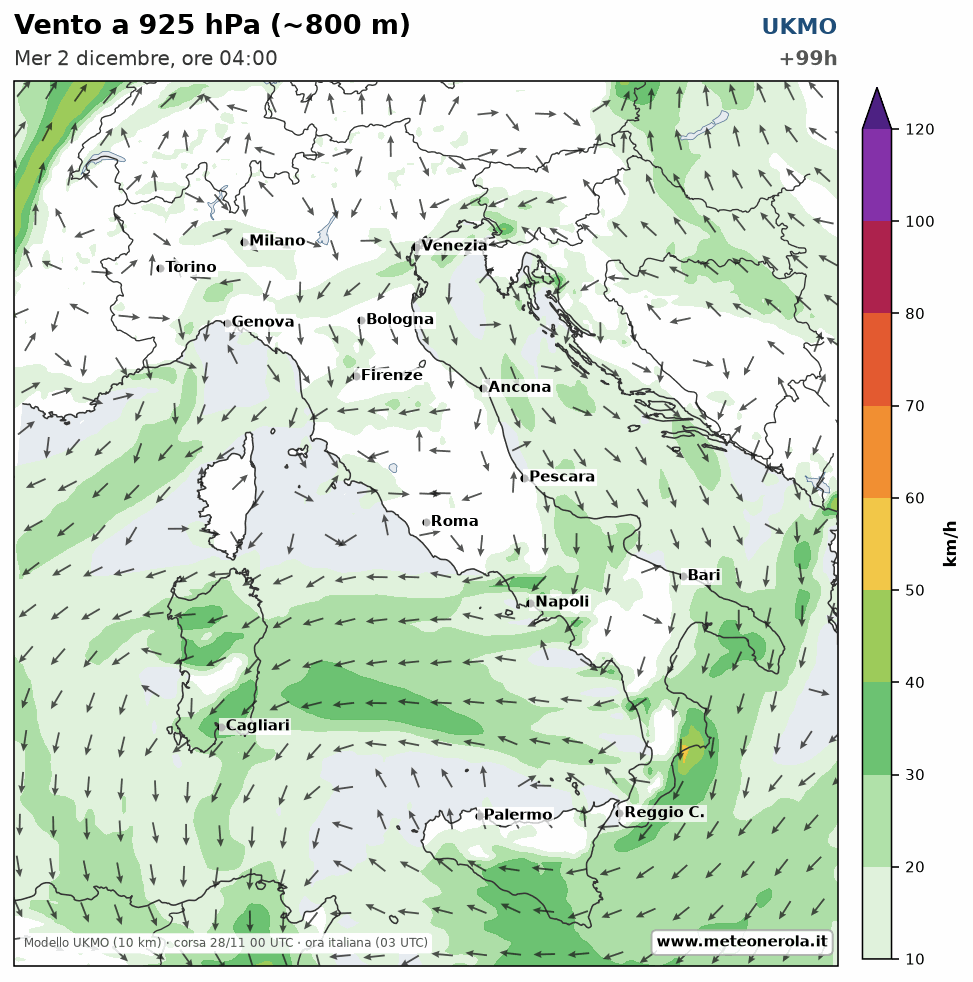 Vento a 925 hPa (~800 m)
UKMO
Mer 2 dicembre, ore 04:00
+99h
Milano
Venezia
Torino
Genova
Bologna
Firenze
Ancona
Pescara
Roma
Bari
Napoli
Cagliari
Palermo
Reggio C.
120
100
80
70
60
50
40
30
20
10
km/h
Modello UKMO (10 km) · corsa 28/11 00 UTC · ora italiana (03 UTC)
www.meteonerola.it